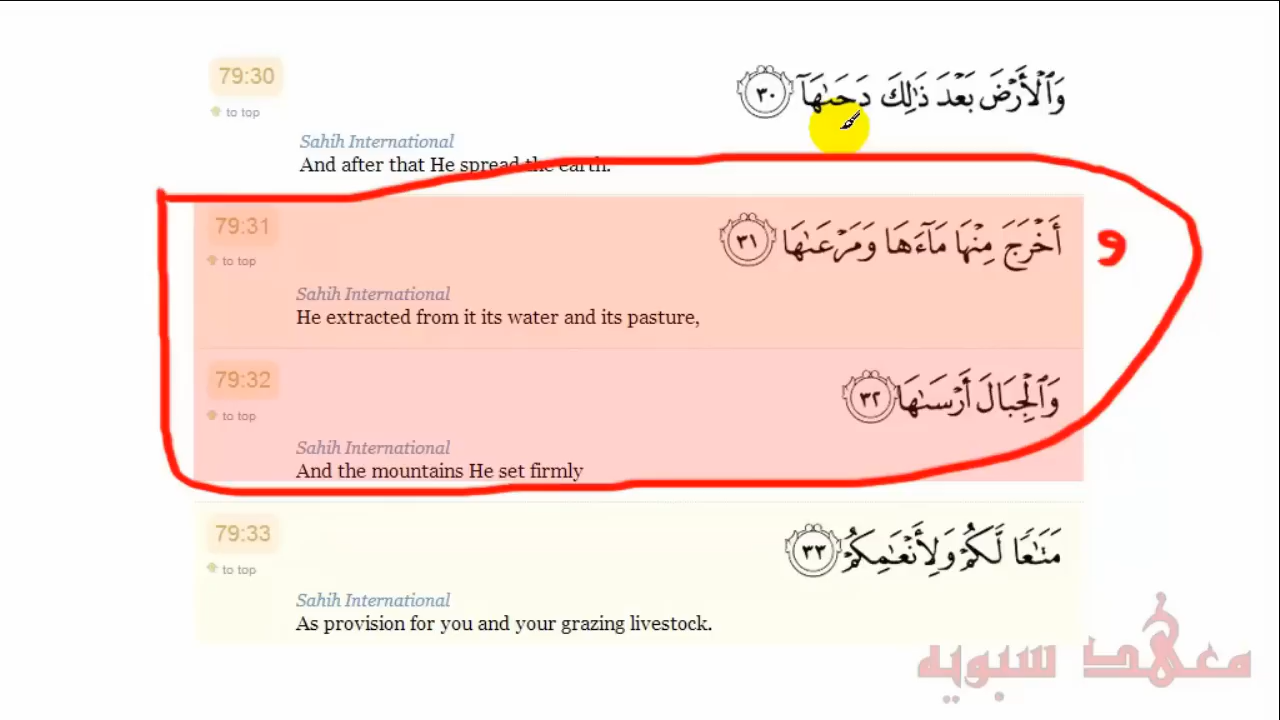 79:30
وَٱلْأَرْضَ بَعْدَ ذَٰلِكَ دَحَىٰهَآ ٣٠
to top
Sahih International
And after that He spread the earth.
79:31
أَخْرَجَ مِنْهَا مَآءَهَا وَمَرْعَىٰهَا ٣١
و
to top
Sahih International
He extracted from it its water and its pasture,
79:32
وَٱلْجِبَالَ أَرْسَىٰهَا ٣٢
to top
Sahih International
And the mountains He set firmly
79:33
مَتَـٰعًا لَّكُمْ وَلِأَنْعَـٰمِكُمْ ٣٣
to top
Sahih International
As provision for you and your grazing livestock.
معهد سبويه